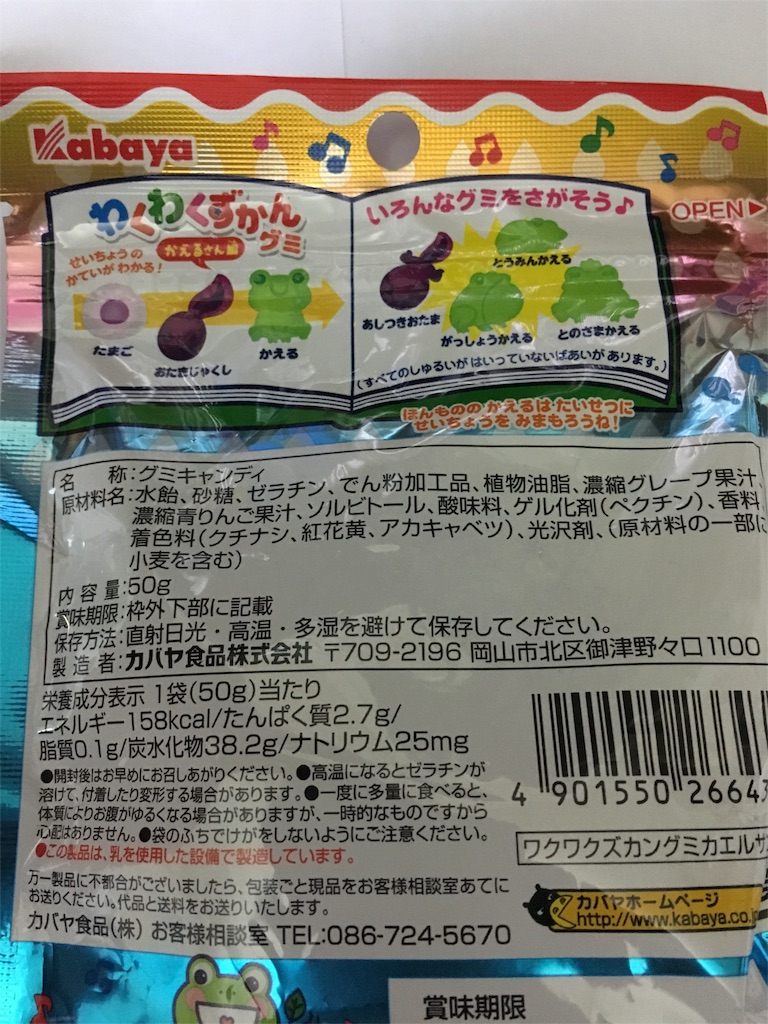 Kabaya
OPEN▶
わくわくずかん
グミ
かえるさん編
せいちょうの
かていが わかる！
たまご
おたまじゃくし
かえる
いろんなグミをさがそう♪
とうみんかえる
あしつきおたま
がっしょうかえる
とのさまかえる
(すべてのしゅるいが はいっていないばあいが あります。)
ほんものの かえるは たいせつに
せいちょうを みまもろうね！
名 称:グミキャンディ
原材料名:水飴、砂糖、ゼラチン、でん粉加工品、植物油脂、濃縮グレープ果汁、
濃縮青りんご果汁、ソルビトール、酸味料、ゲル化剤(ペクチン)、香料、
着色料(クチナシ、紅花黄、アカキャベツ)、光沢剤、(原材料の一部に
小麦を含む)
内 容 量:50g
賞味期限:枠外下部に記載
保存方法:直射日光・高温・多湿を避けて保存してください。
製 造 者:カバヤ食品株式会社 〒709-2196 岡山市北区御津野々口1100
栄養成分表示 1袋(50g)当たり
エネルギー158kcal/たんぱく質2.7g/
脂質0.1g/炭水化物38.2g/ナトリウム25mg
●開封後はお早めにお召しあがりください。●高温になるとゼラチンが
溶けて、付着したり変形する場合があります。●一度に多量に食べると、
体質によりお腹がゆるくなる場合がありますが、一時的なものですから
心配はありません。●袋のふちでけがをしないようにご注意ください。
●この製品は、乳を使用した設備で製造しています。
4 901550 26643
ワクワクズカングミカエルサ
万一製品に不都合がございましたら、包装ごと現品をお客様相談室あてに
お送りください。代品と送料をお送りいたします。
カバヤ食品(株) お客様相談室 TEL:086-724-5670
カバヤホームページ
http://www.kabaya.co.jp
賞味期限